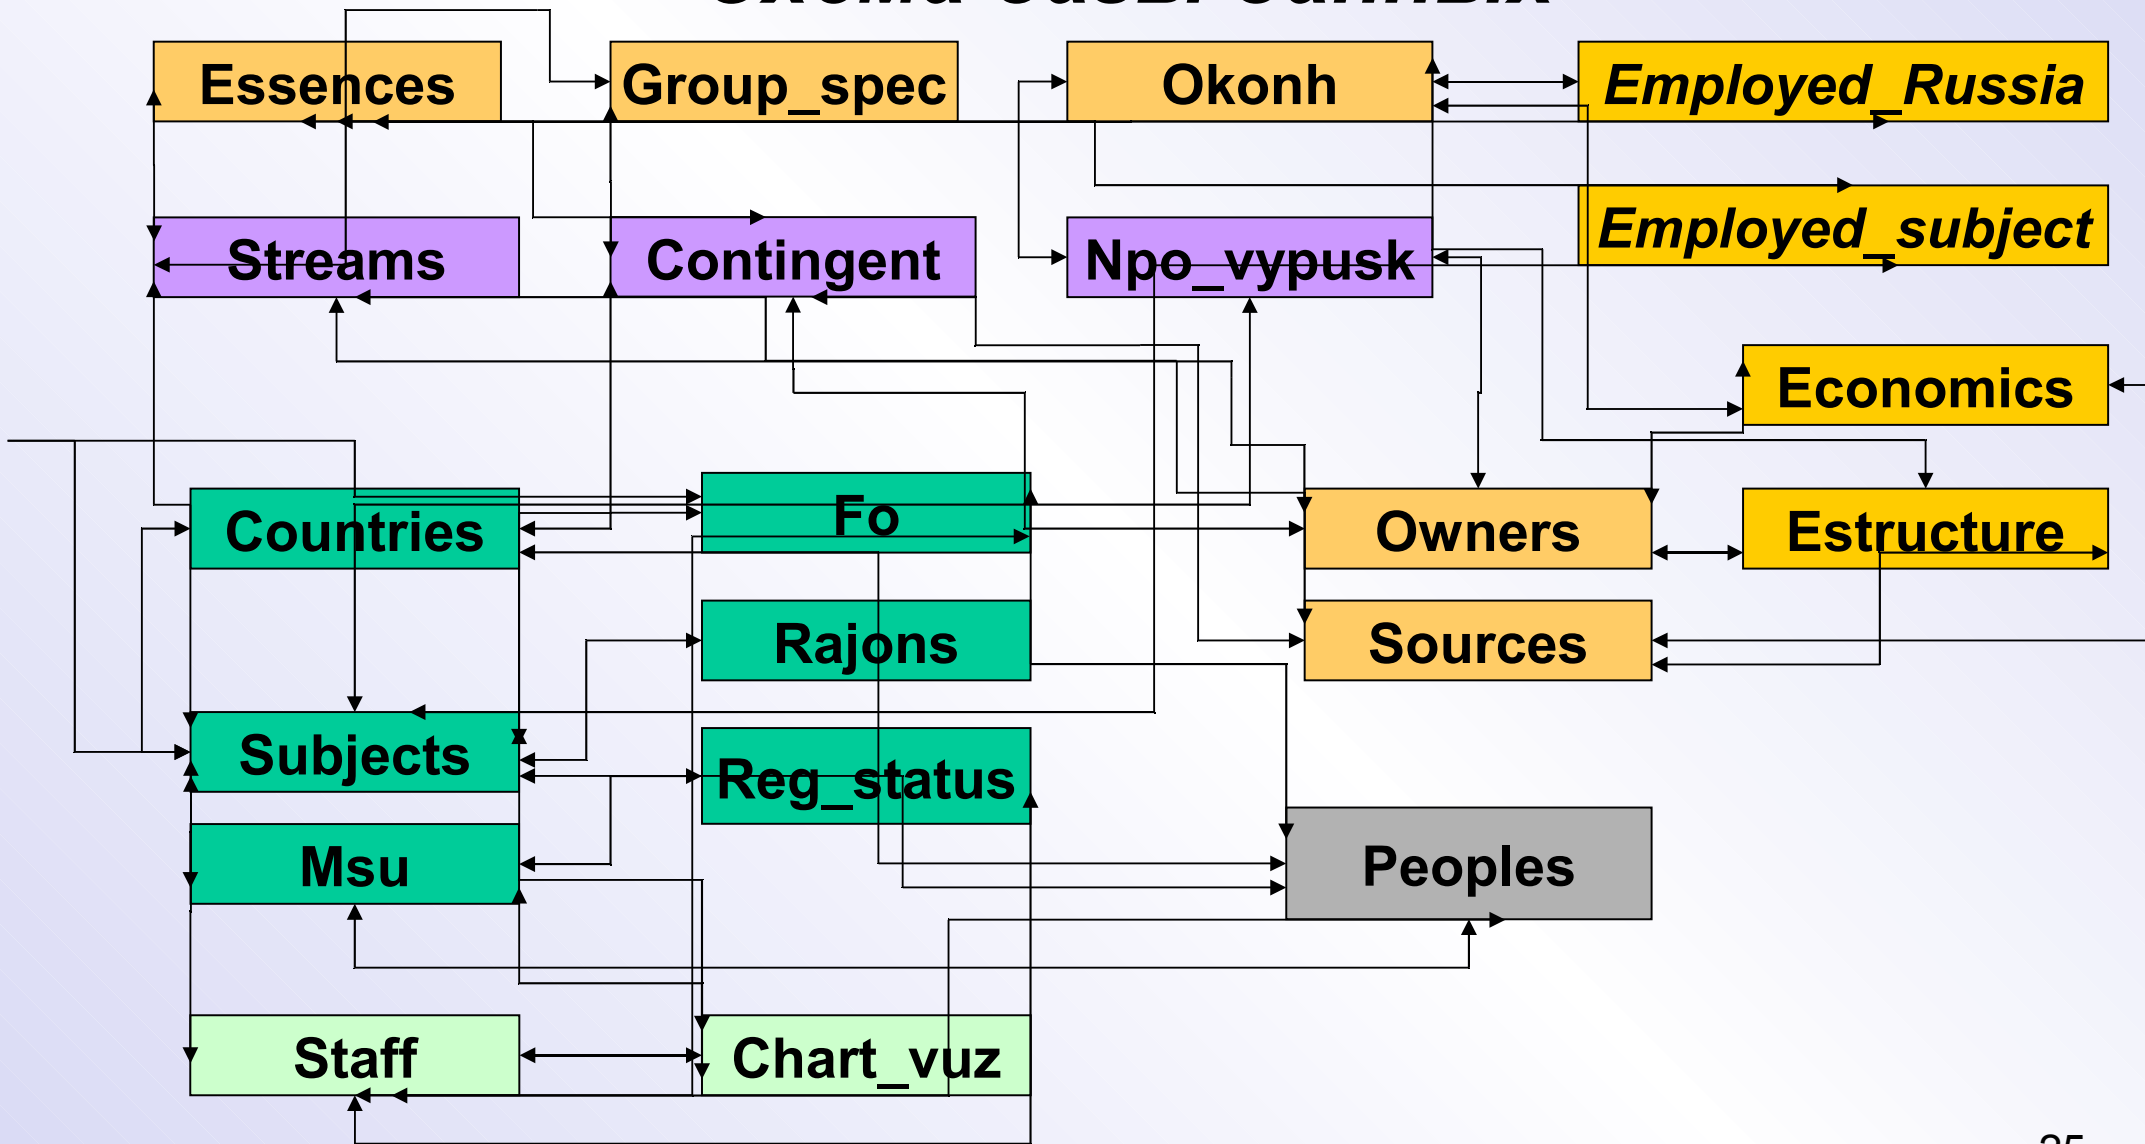 Essences
Group_spec
Okonh
Employed_Russia
Streams
Contingent
Npo_vypusk
Employed_subject
Economics
Countries
Fo
Owners
Estructure
Rajons
Sources
Subjects
Reg_status
Msu
Peoples
Staff
Chart_vuz